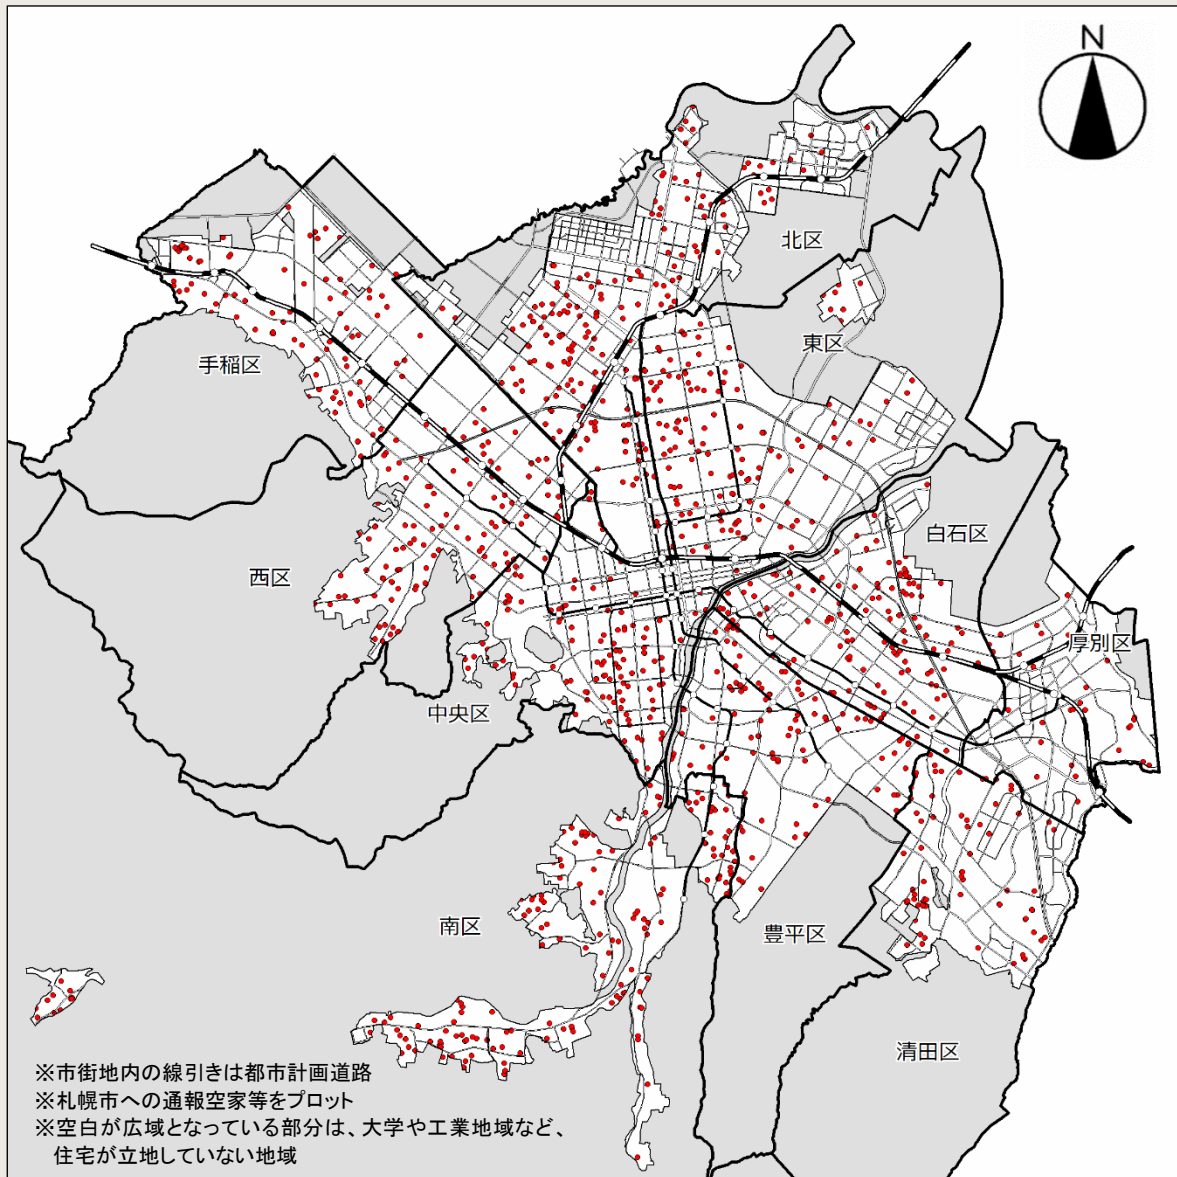 N
北区
東区
手稲区
白石区
西区
厚別区
中央区
南区
豊平区
清田区
※市街地内の線引きは都市計画道路
※札幌市への通報空家等をプロット
※空白が広域となっている部分は、大学や工業地域など、
住宅が立地していない地域